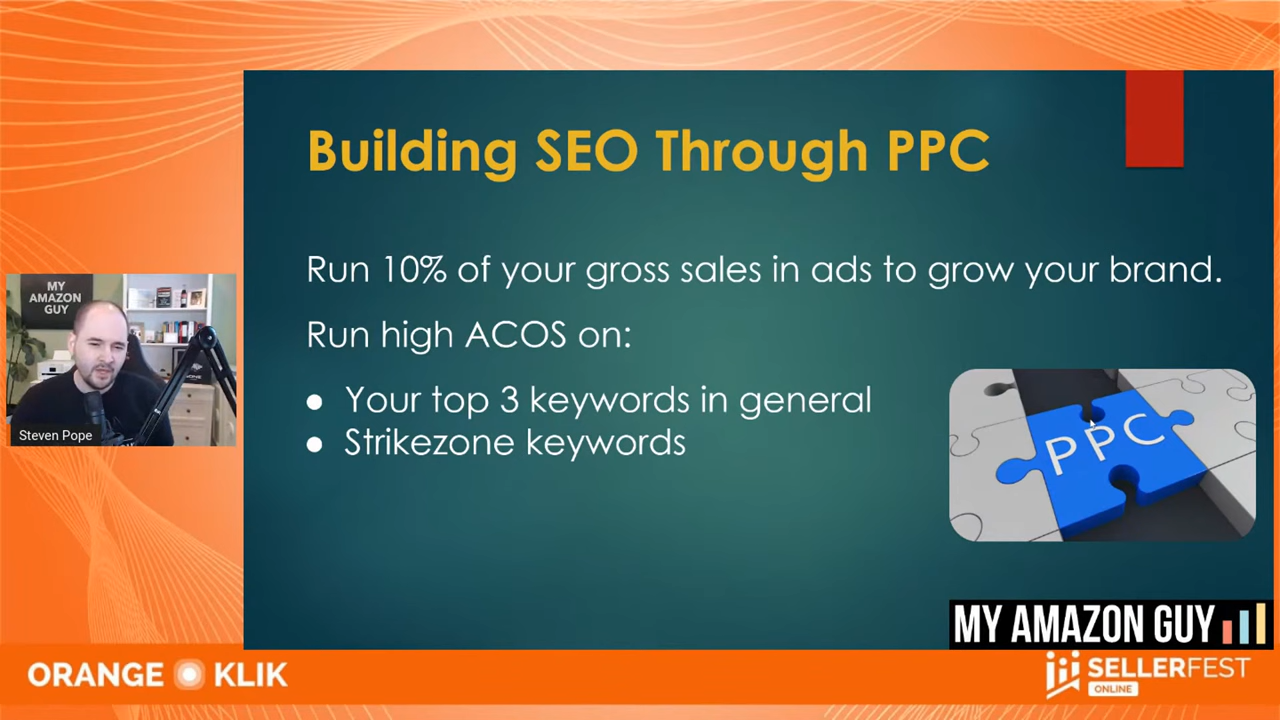 Building SEO Through PPC
Run 10% of your gross sales in ads to grow your brand.
Run high ACOS on:
● Your top 3 keywords in general
● Strikezone keywords
PPC
MY
AMAZON
GUY
Steven Pope
MY AMAZON GUY
ORANGE KLIK
SELLERFEST
ONLINE